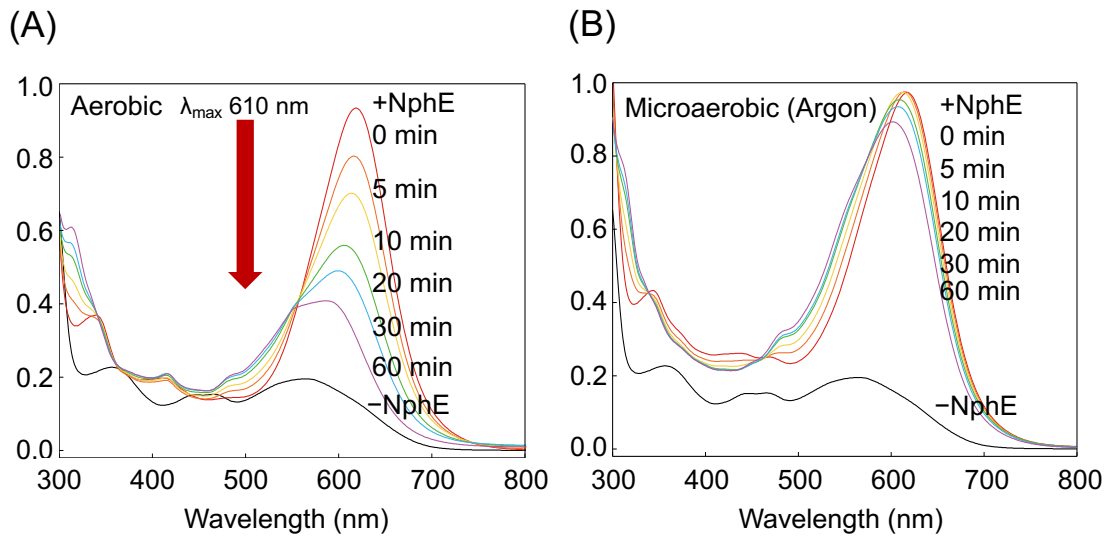 (A)
Aerobic λmax 610 nm
+NphE
0 min
5 min
10 min
20 min
30 min
60 min
−NphE
1.0
0.8
0.6
0.4
0.2
0.0
300 400 500 600 700 800
Wavelength (nm)
(B)
Microaerobic (Argon)
+NphE
0 min
5 min
10 min
20 min
30 min
60 min
−NphE
1.0
0.8
0.6
0.4
0.2
0.0
300 400 500 600 700 800
Wavelength (nm)